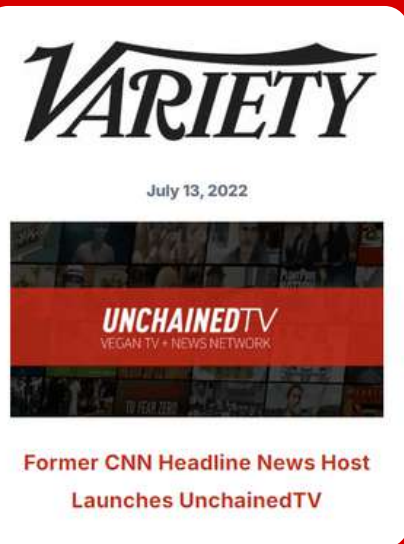 VARIETY
July 13, 2022
UNCHAINEDTV
VEGAN TV + NEWS NETWORK
Former CNN Headline News Host
Launches UnchainedTV